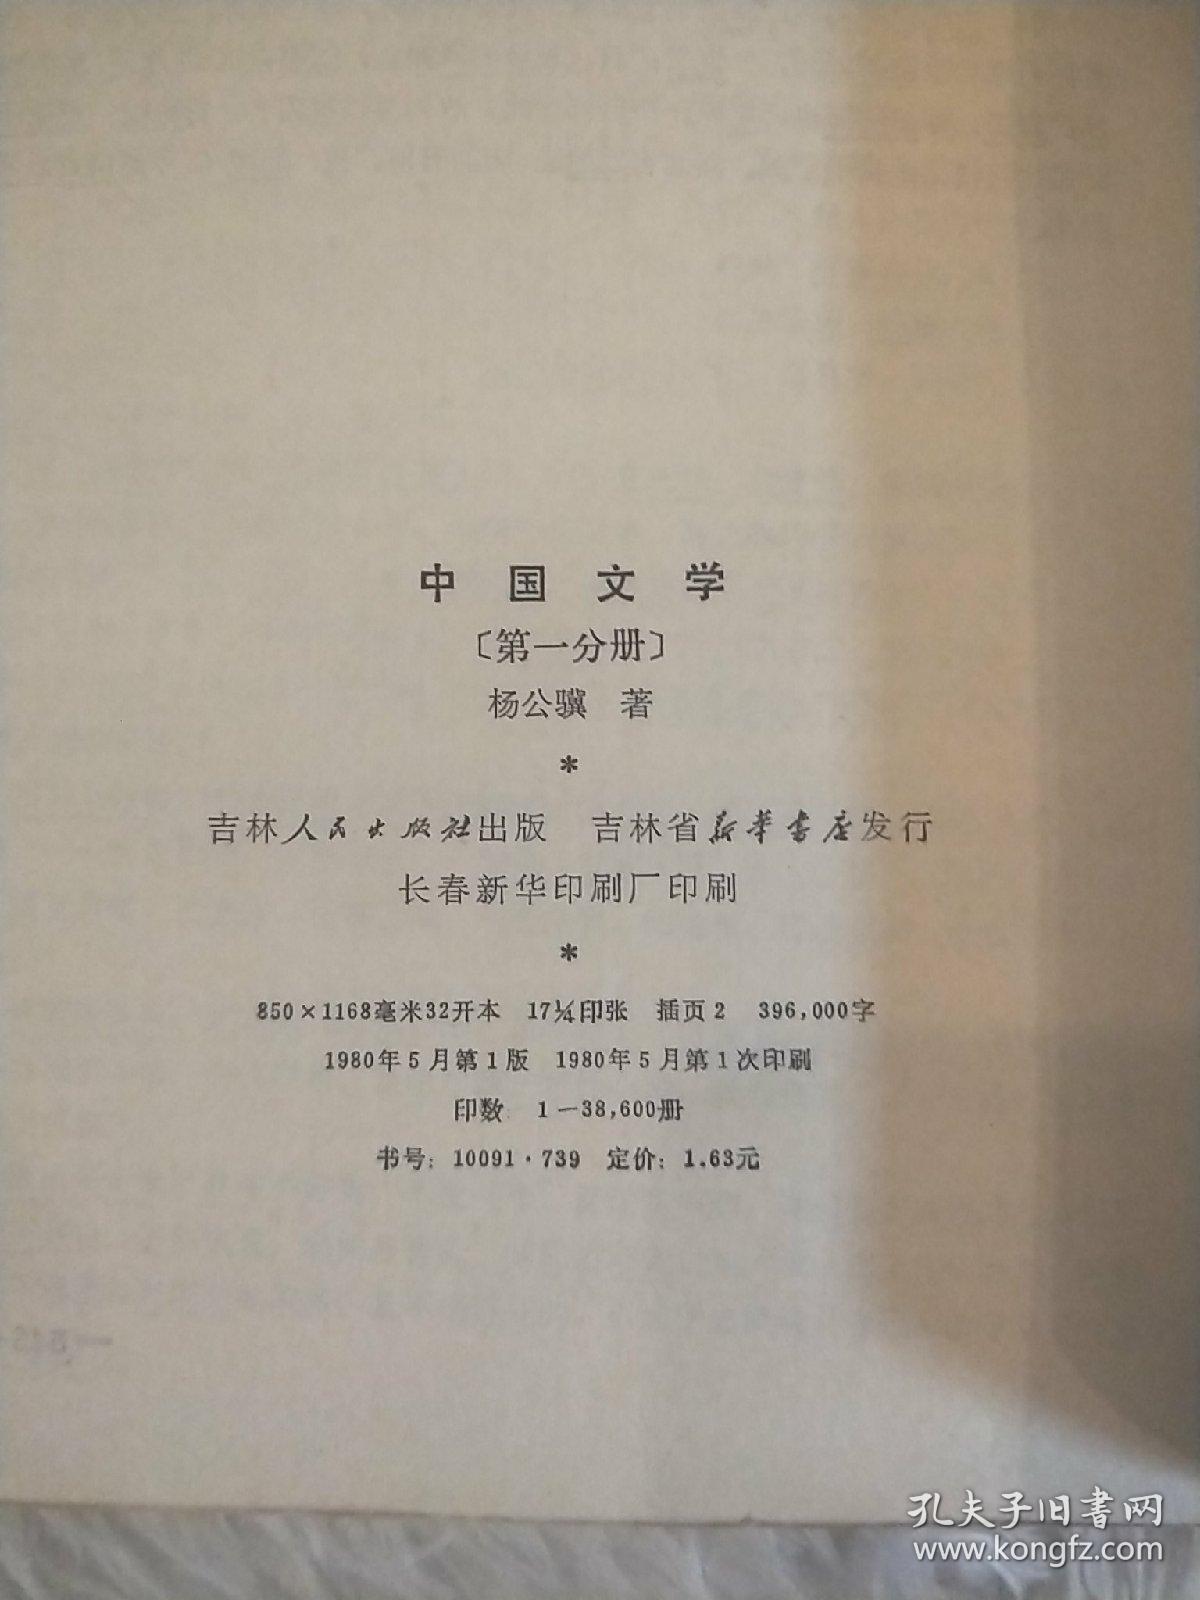 中国文学
〔第一分册〕
杨公骥 著
*
吉林人民出版社出版 吉林省新华书店发行
长春新华印刷厂印刷
*
850×1168毫米32开本 17¼印张 插页2 396,000字
1980年5月第1版 1980年5月第1次印刷
印数 1—38,600册
书号：10091·739 定价：1.63元
孔夫子旧书网
www.kongfz.com